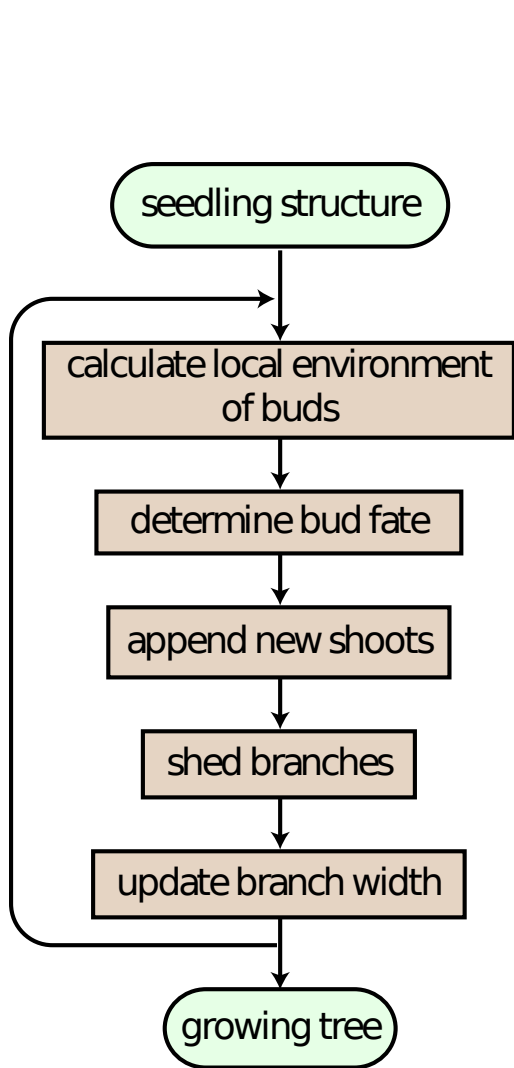 seedling structure
calculate local environment
of buds
determine bud fate
append new shoots
shed branches
update branch width
growing tree